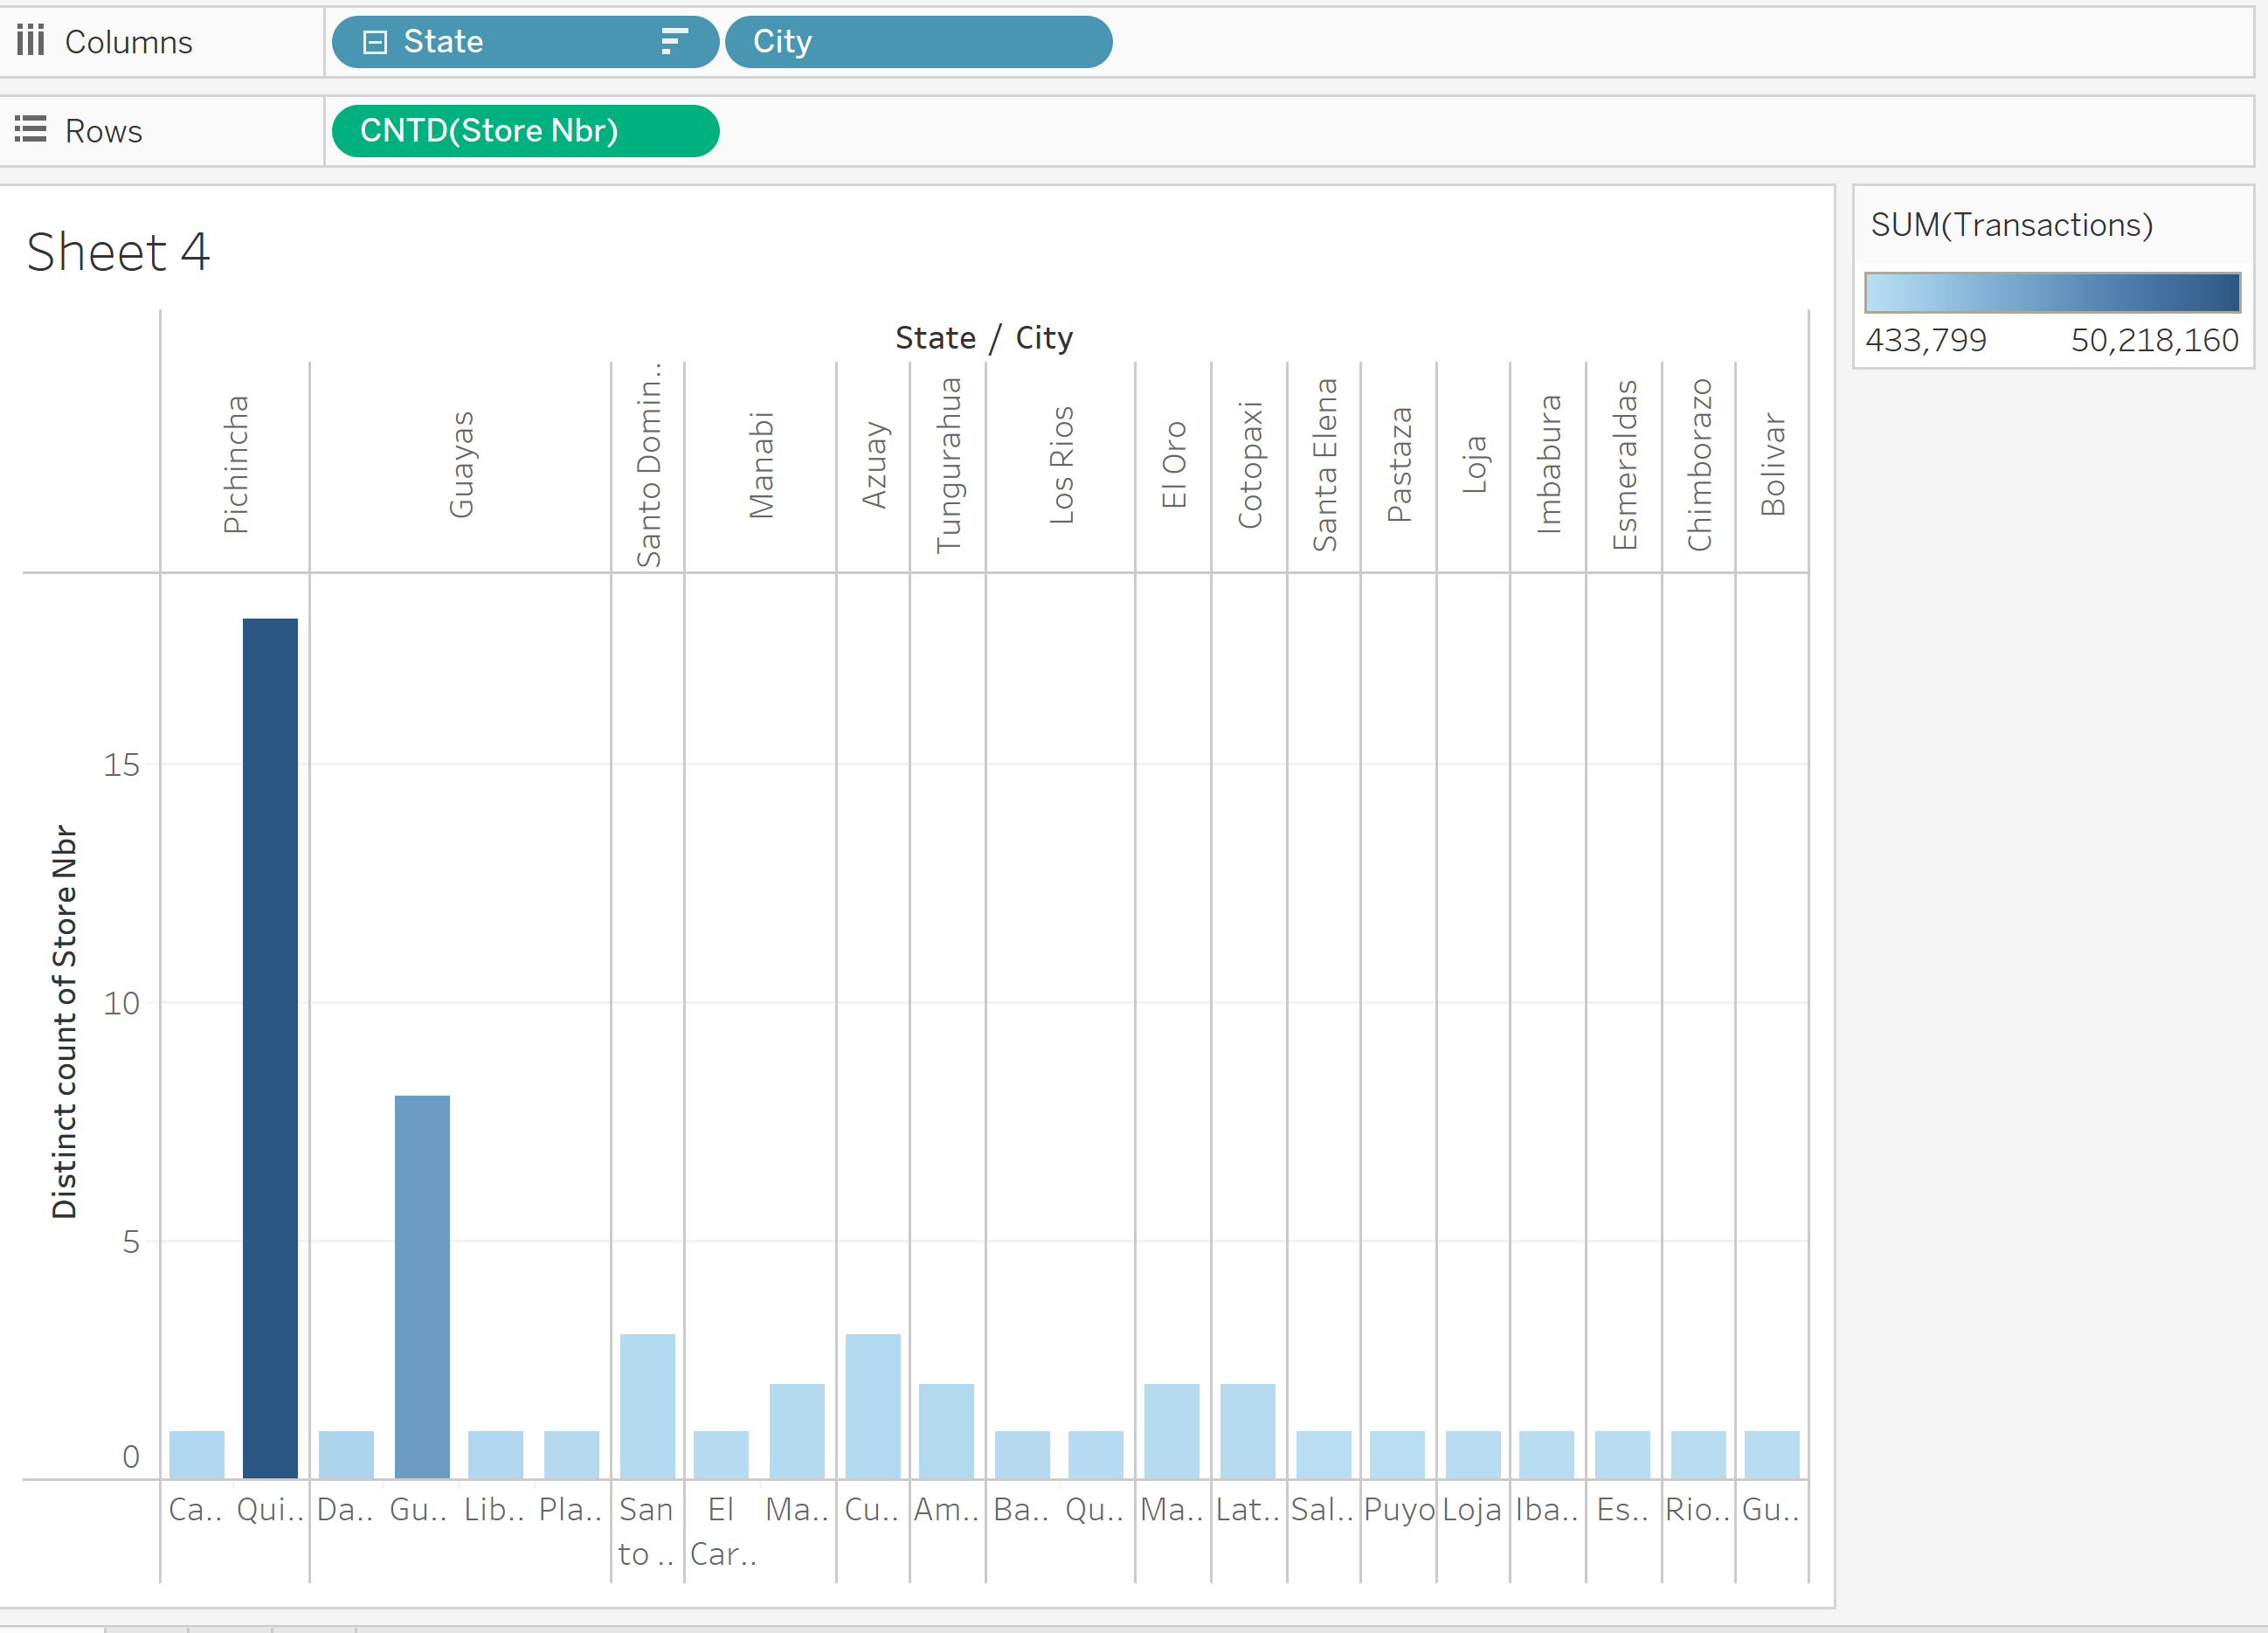 Columns State City
Rows CNTD(Store Nbr)
Sheet 4
SUM(Transactions)
433,799 50,218,160
State / City
Pichincha Guayas Santo Domin.. Manabi Azuay Tungurahua Los Rios El Oro Cotopaxi Santa Elena Pastaza Loja Imbabura Esmeraldas Chimborazo Bolivar
Distinct count of Store Nbr
15
10
5
0
Ca.. Qui.. Da.. Gu.. Lib.. Pla.. San El Ma.. Cu.. Am.. Ba.. Qu.. Ma.. Lat.. Sal.. Puyo Loja Iba.. Es.. Rio.. Gu..
to .. Car..